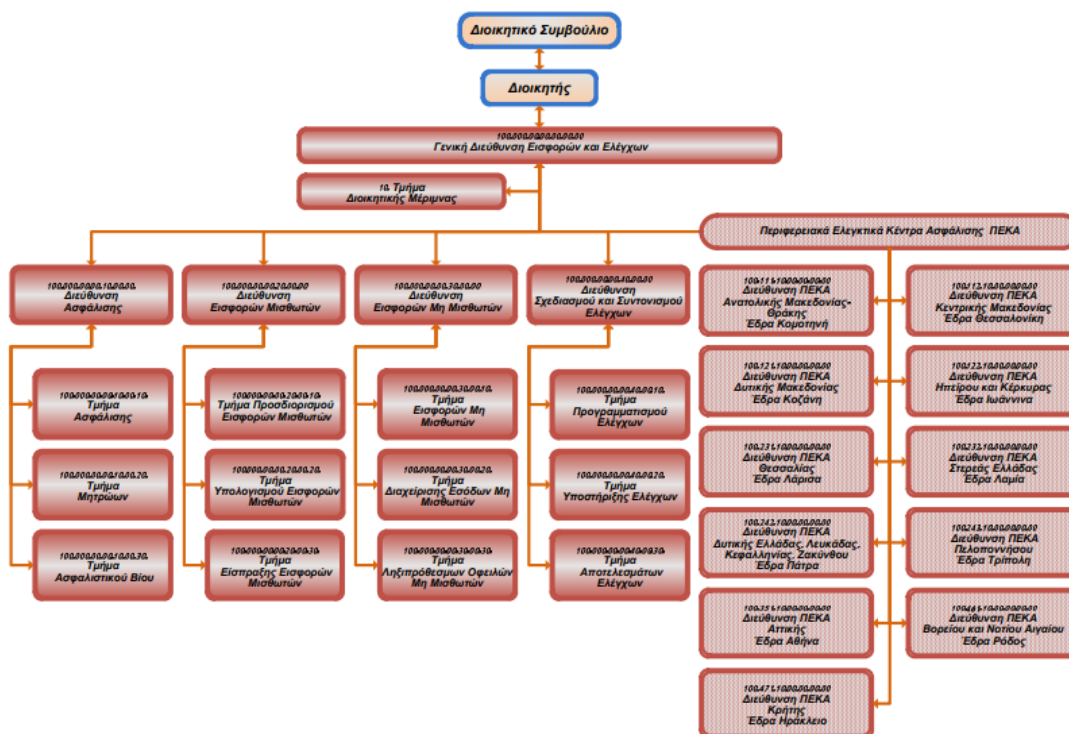 Διοικητικό Συμβούλιο
Διοικητής
Γενική Διεύθυνση Εισφορών και Ελέγχων
10. Τμήμα
Διοικητικής Μέριμνας
Περιφερειακά Ελεγκτικά Κέντρα Ασφάλισης ΠΕΚΑ
Διεύθυνση
Ασφάλισης
Διεύθυνση
Εισφορών Μισθωτών
Διεύθυνση
Εισφορών Μη Μισθωτών
Διεύθυνση
Σχεδιασμού και Συντονισμού
Ελέγχων
Τμήμα
Ασφάλισης
Τμήμα
Μητρώων
Τμήμα
Ασφαλιστικού Βίου
Τμήμα Προσδιορισμού
Εισφορών Μισθωτών
Τμήμα
Υπολογισμού Εισφορών
Μισθωτών
Τμήμα
Είσπραξης Εισφορών
Μισθωτών
Τμήμα
Εισφορών Μη
Μισθωτών
Τμήμα
Διαχείρισης Εσόδων Μη
Μισθωτών
Τμήμα
Ληξιπρόθεσμων Οφειλών
Μη Μισθωτών
Τμήμα
Προγραμματισμού
Ελέγχων
Τμήμα
Υποστήριξης Ελέγχων
Τμήμα
Αποτελεσμάτων
Ελέγχων
Διεύθυνση ΠΕΚΑ
Ανατολικής Μακεδονίας-
Θράκης
Έδρα Κομοτηνή
Διεύθυνση ΠΕΚΑ
Κεντρικής Μακεδονίας
Έδρα Θεσσαλονίκη
Διεύθυνση ΠΕΚΑ
Δυτικής Μακεδονίας
Έδρα Κοζάνη
Διεύθυνση ΠΕΚΑ
Ηπείρου και Κέρκυρας
Έδρα Ιωάννινα
Διεύθυνση ΠΕΚΑ
Θεσσαλίας
Έδρα Λάρισα
Διεύθυνση ΠΕΚΑ
Στερεάς Ελλάδας
Έδρα Λαμία
Διεύθυνση ΠΕΚΑ
Δυτικής Ελλάδας, Λευκάδας,
Κεφαλληνίας, Ζακύνθου
Έδρα Πάτρα
Διεύθυνση ΠΕΚΑ
Πελοποννήσου
Έδρα Τρίπολη
Διεύθυνση ΠΕΚΑ
Αττικής
Έδρα Αθήνα
Διεύθυνση ΠΕΚΑ
Βορείου και Νοτίου Αιγαίου
Έδρα Ρόδος
Διεύθυνση ΠΕΚΑ
Κρήτης
Έδρα Ηράκλειο